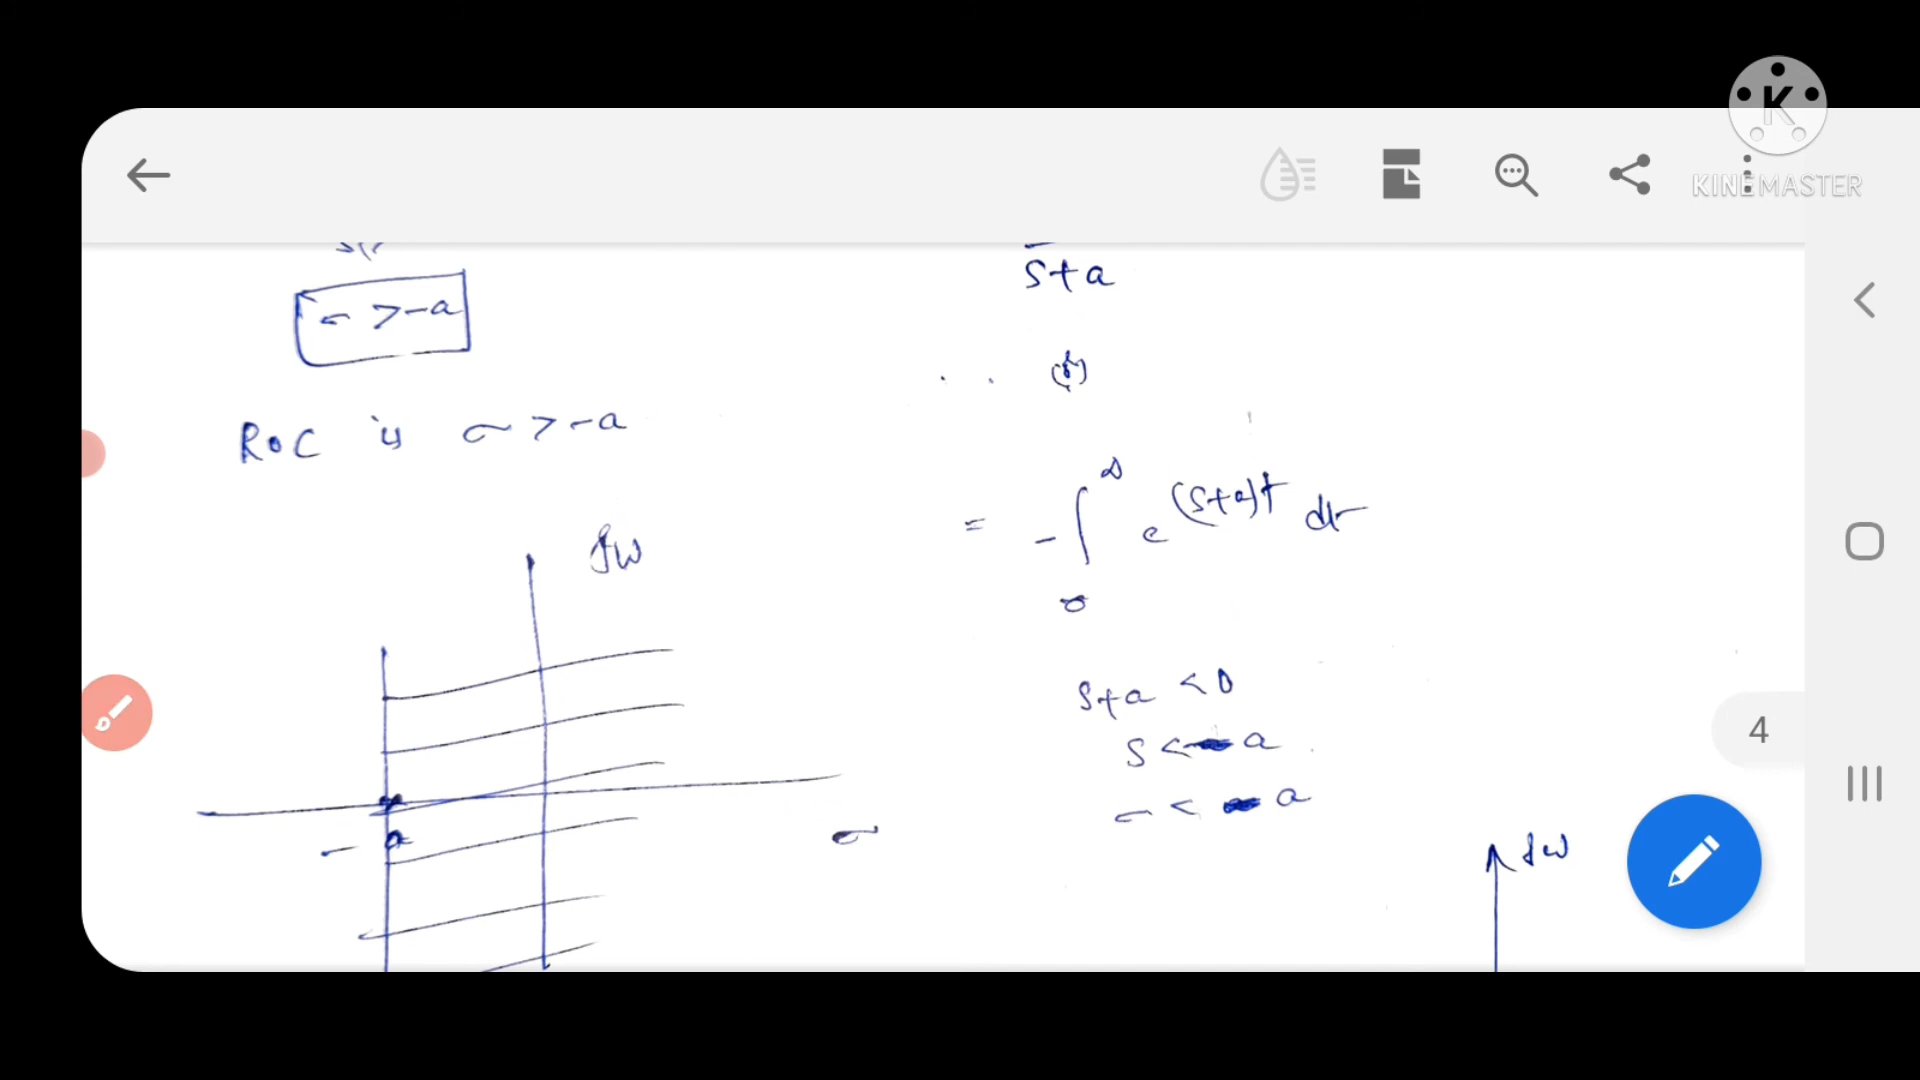 KINEMASTER
σ > -a
ROC is σ > -a
jω
-a
σ
s+a
= -∫₀^∞ e^(s+a)t dt
s+a < 0
s < -a
σ < -a
jω
4